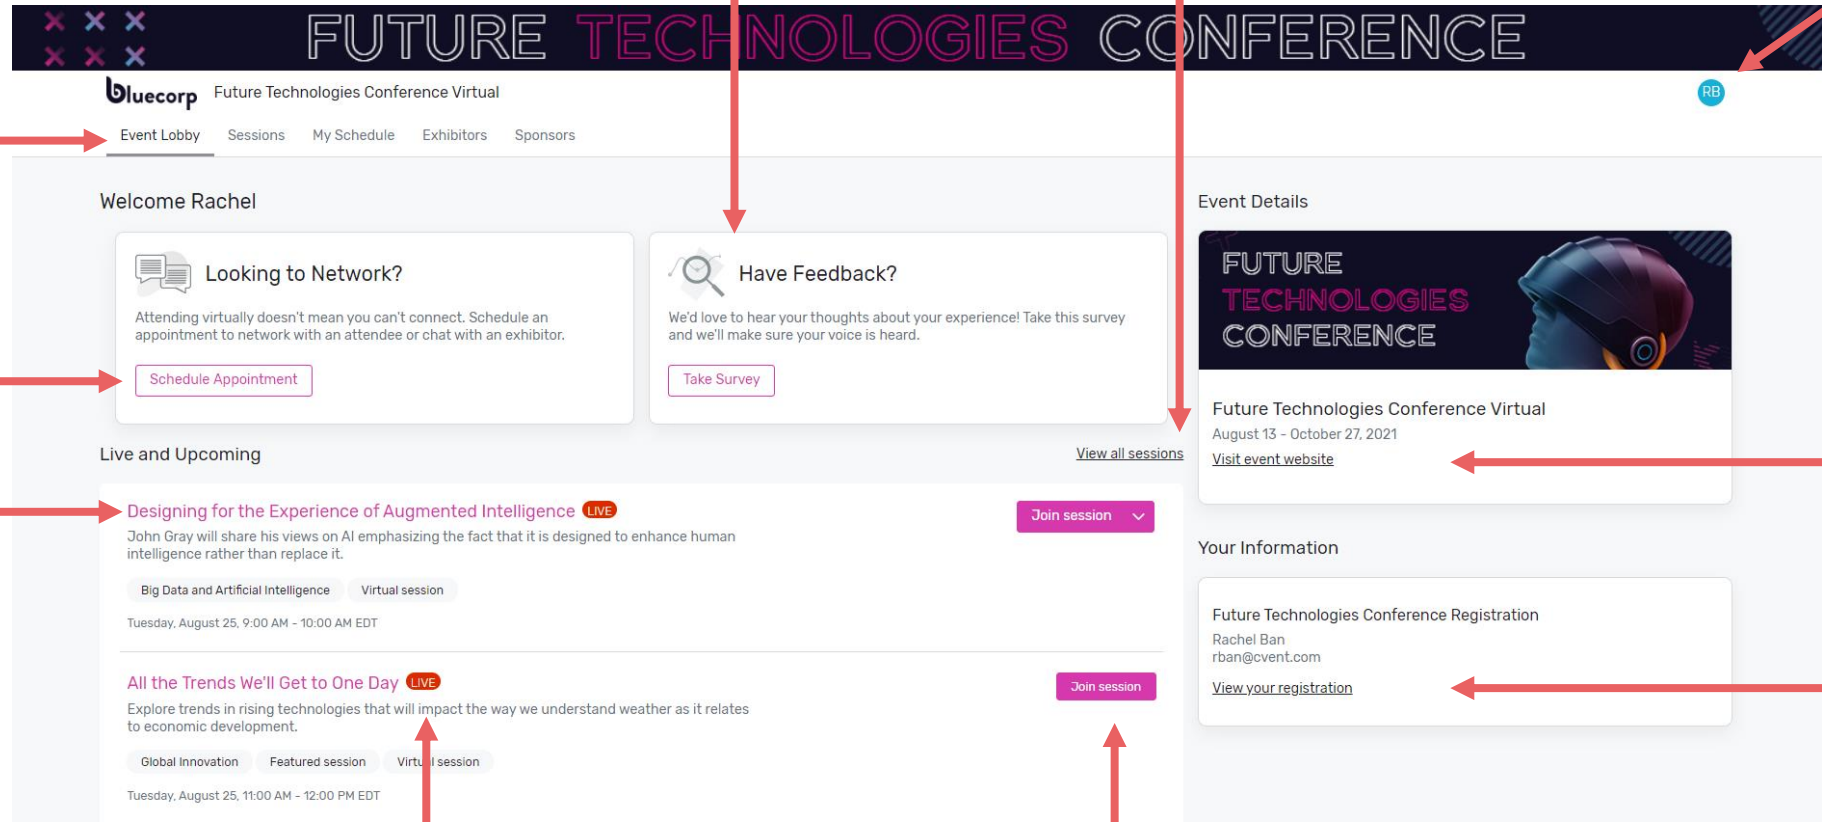 FUTURE TECHNOLOGIES CONFERENCE
bluecorp Future Technologies Conference Virtual
RB
Event Lobby Sessions My Schedule Exhibitors Sponsors
Welcome Rachel
Looking to Network?
Attending virtually doesn't mean you can't connect. Schedule an
appointment to network with an attendee or chat with an exhibitor.
Schedule Appointment
Have Feedback?
We'd love to hear your thoughts about your experience! Take this survey
and we'll make sure your voice is heard.
Take Survey
Live and Upcoming
View all sessions
Designing for the Experience of Augmented Intelligence LIVE
Join session
John Gray will share his views on AI emphasizing the fact that it is designed to enhance human
intelligence rather than replace it.
Big Data and Artificial Intelligence Virtual session
Tuesday, August 25, 9:00 AM - 10:00 AM EDT
All the Trends We'll Get to One Day LIVE
Join session
Explore trends in rising technologies that will impact the way we understand weather as it relates
to economic development.
Global Innovation Featured session Virtual session
Tuesday, August 25, 11:00 AM - 12:00 PM EDT
Event Details
FUTURE
TECHNOLOGIES
CONFERENCE
Future Technologies Conference Virtual
August 13 - October 27, 2021
Visit event website
Your Information
Future Technologies Conference Registration
Rachel Ban
rban@cvent.com
View your registration